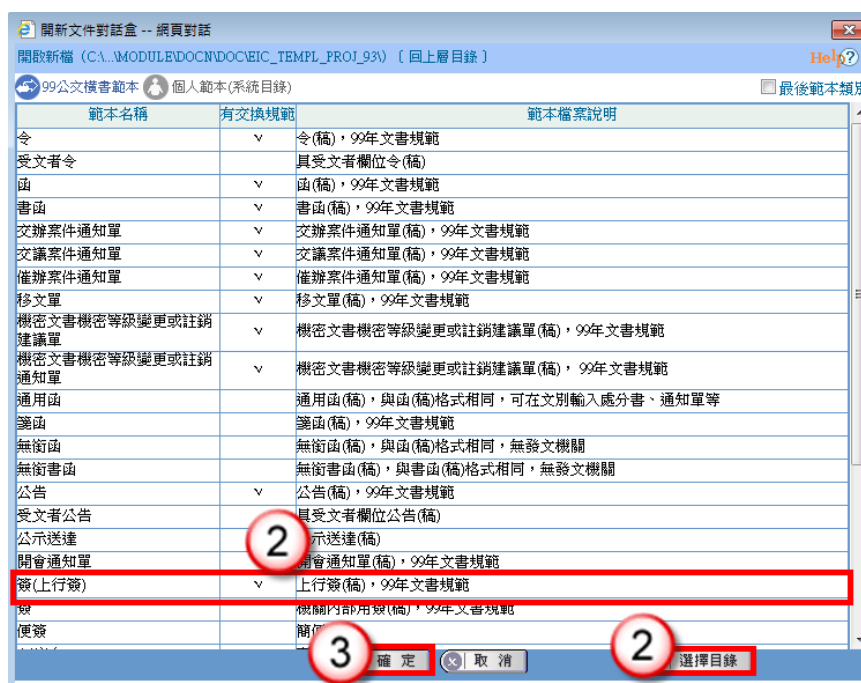 開新文件對話盒 -- 網頁對話
開啟新檔 (C:\...\MODULE\DOCN\DOC\EIC_TEMPL_PROJ_93\) 〔 回上層目錄 〕 Help?
99公文橫書範本 個人範本(系統目錄) 最後範本類別
範本名稱 有交換規範 範本檔案說明
令 v 令(稿)，99年文書規範
受文者令 具受文者欄位令(稿)
函 v 函(稿)，99年文書規範
書函 v 書函(稿)，99年文書規範
交辦案件通知單 v 交辦案件通知單(稿)，99年文書規範
交議案件通知單 v 交議案件通知單(稿)，99年文書規範
催辦案件通知單 v 催辦案件通知單(稿)，99年文書規範
移文單 v 移文單(稿)，99年文書規範
機密文書機密等級變更或註銷
建議單 v 機密文書機密等級變更或註銷建議單(稿)，99年文書規範
機密文書機密等級變更或註銷
通知單 v 機密文書機密等級變更或註銷建議單(稿)， 99年文書規範
通用函 通用函(稿)，與函(稿)格式相同，可在文別輸入處分書、通知單等
箋函 箋函(稿)，99年文書規範
無銜函 無銜函(稿)，與函(稿)格式相同，無發文機關
無銜書函 無銜書函(稿)，與書函(稿)格式相同，無發文機關
公告 v 公告(稿)，99年文書規範
受文者公告 具受文者欄位公告(稿)
公示送達 示送達(稿)
2
開會通知單 會通知單(稿)，99年文書規範
簽(上行簽) v 上行簽(稿)，99年文書規範
簽 機關內部用簽(稿)，99年文書規範
便簽
3 確 定 取 消 2 選擇目錄